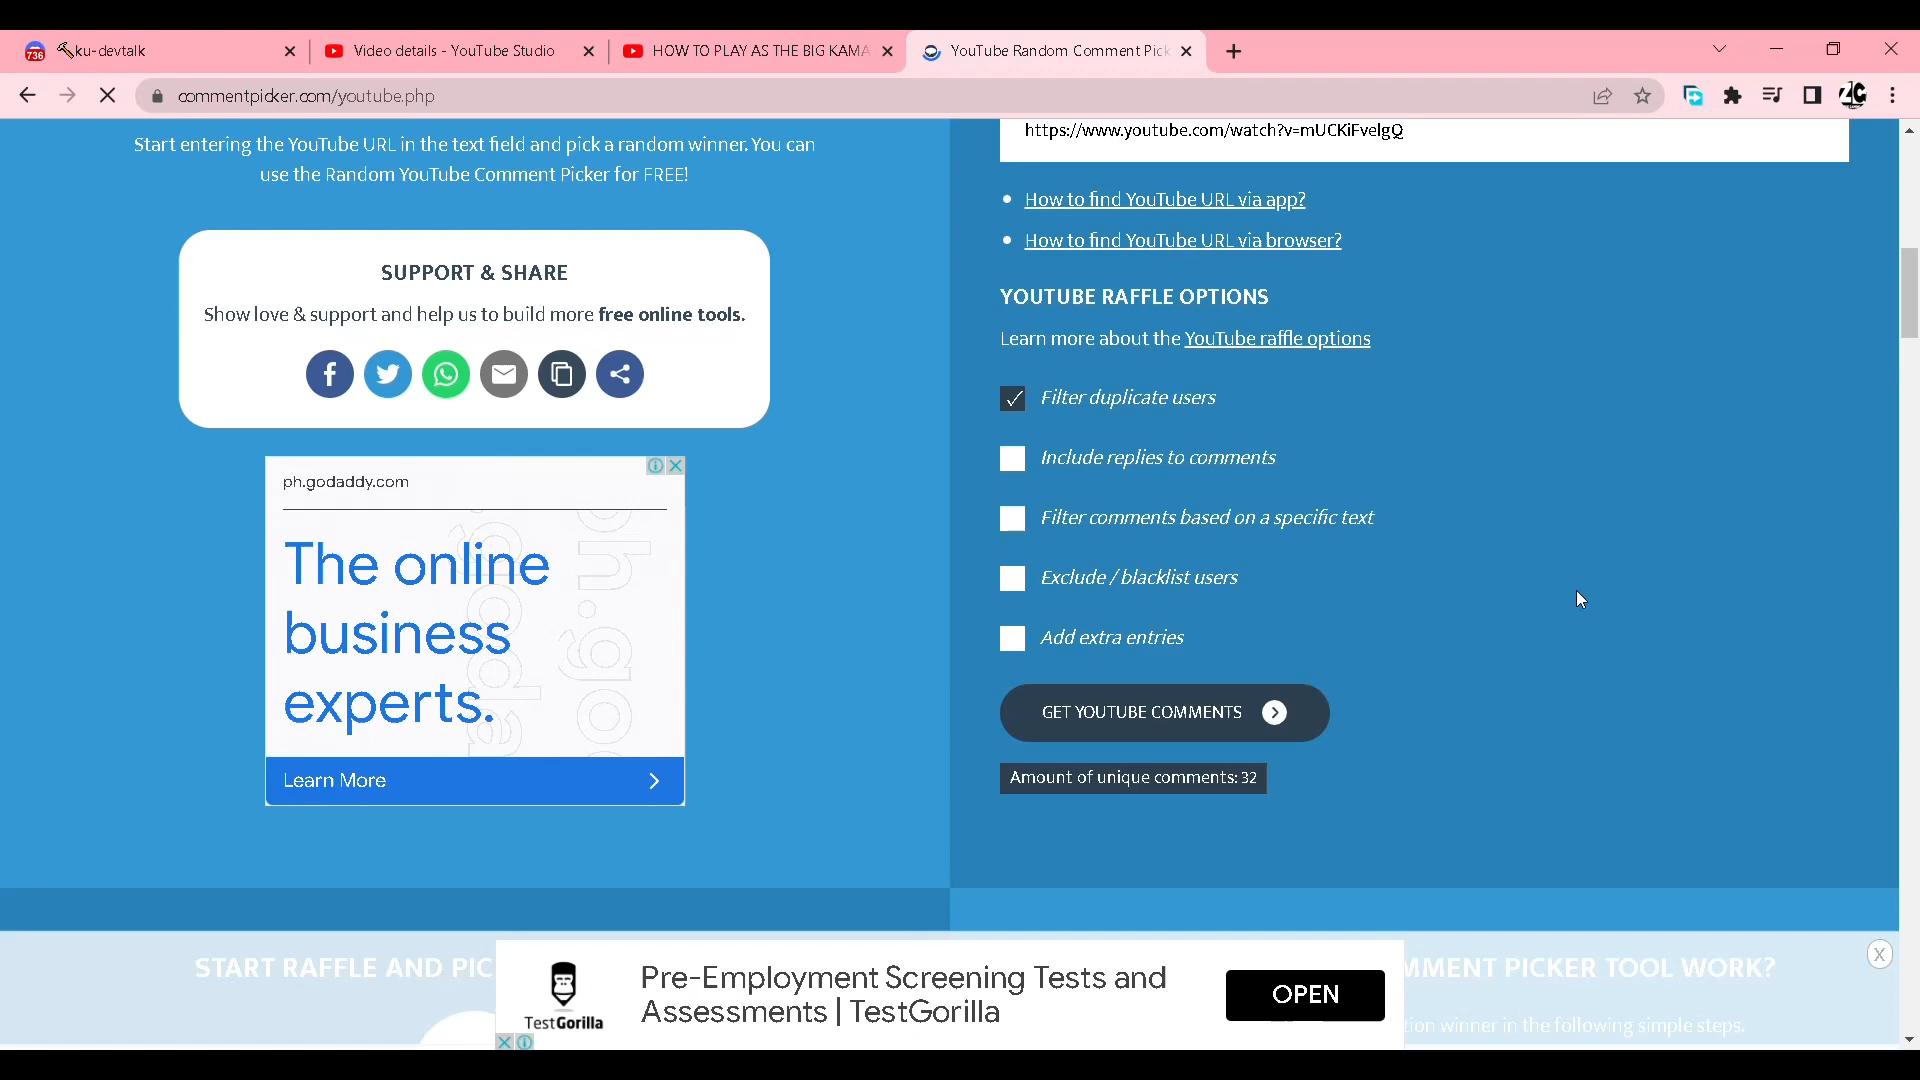 736
ku-devtalk
Video details - YouTube Studio
HOW TO PLAY AS THE BIG KAMA
YouTube Random Comment Pick
commentpicker.com/youtube.php
Start entering the YouTube URL in the text field and pick a random winner. You can
use the Random YouTube Comment Picker for FREE!
SUPPORT & SHARE
Show love & support and help us to build more free online tools.
ph.godaddy.com
The online
business
experts.
Learn More
https://www.youtube.com/watch?v=mUCKiFvelgQ
How to find YouTube URL via app?
How to find YouTube URL via browser?
YOUTUBE RAFFLE OPTIONS
Learn more about the YouTube raffle options
Filter duplicate users
Include replies to comments
Filter comments based on a specific text
Exclude / blacklist users
Add extra entries
GET YOUTUBE COMMENTS
Amount of unique comments: 32
START RAFFLE AND PIC
MMENT PICKER TOOL WORK?
tion winner in the following simple steps.
TestGorilla
Pre-Employment Screening Tests and
Assessments | TestGorilla
OPEN
X